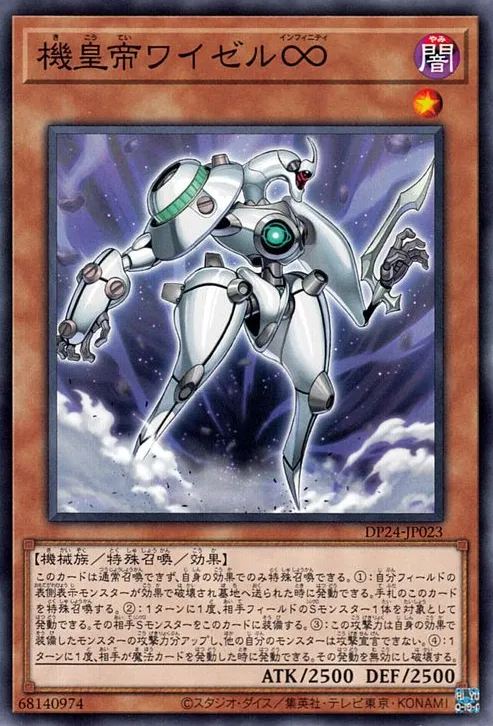 機皇帝ワイゼル∞
闇
DP24-JP023
【機械族／特殊召喚／効果】
このカードは通常召喚できず、自身の効果でのみ特殊召喚できる。①：自分フィールドの
表側表示モンスターが効果で破壊され墓地へ送られた時に発動できる。手札のこのカード
を特殊召喚する。②：1ターンに1度、相手フィールドのSモンスター1体を対象として
発動できる。その相手Sモンスターをこのカードに装備する。③：この攻撃力は自身の効果で
装備したモンスターの攻撃力分アップし、他の自分のモンスターは攻撃宣言できない。④：1
ターンに1度、相手が魔法カードを発動した時に発動できる。その発動を無効にし破壊する。
ATK/2500 DEF/2500
68140974
©スタジオ・ダイス／集英社・テレビ東京・KONAMI